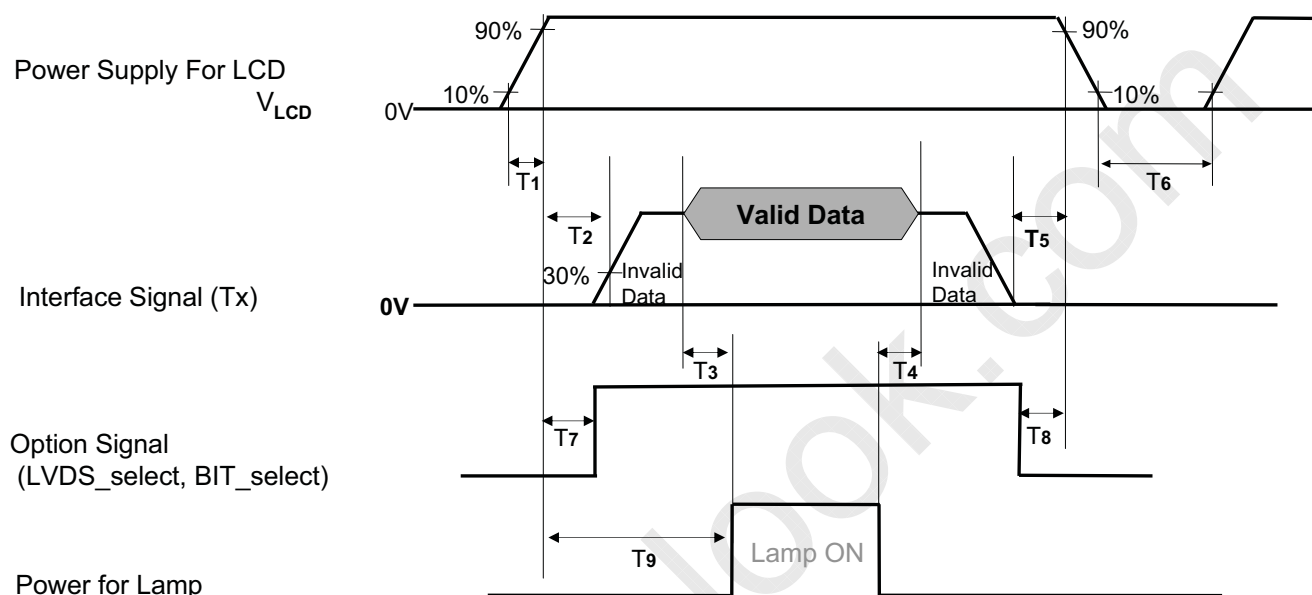 90%
90%
Power Supply For LCD
V_LCD
10%
10%
0V
T1
T6
Valid Data
T2
T5
30%
Invalid
Data
Invalid
Data
Interface Signal (Tx)
0V
T3
T4
T7
T8
Option Signal
(LVDS_select, BIT_select)
T9
Lamp ON
Power for Lamp
look.com